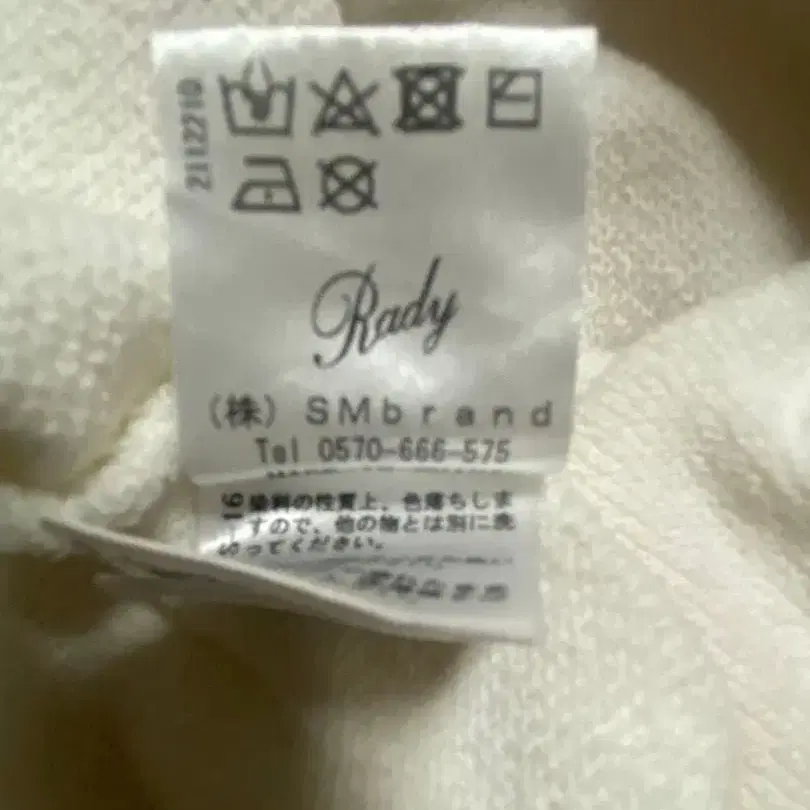 2112210
Rady
（株）SMbrand
Tel 0570-666-575
染料の性質上、色落ちしま
すので、他の物とは別に洗
ってください。